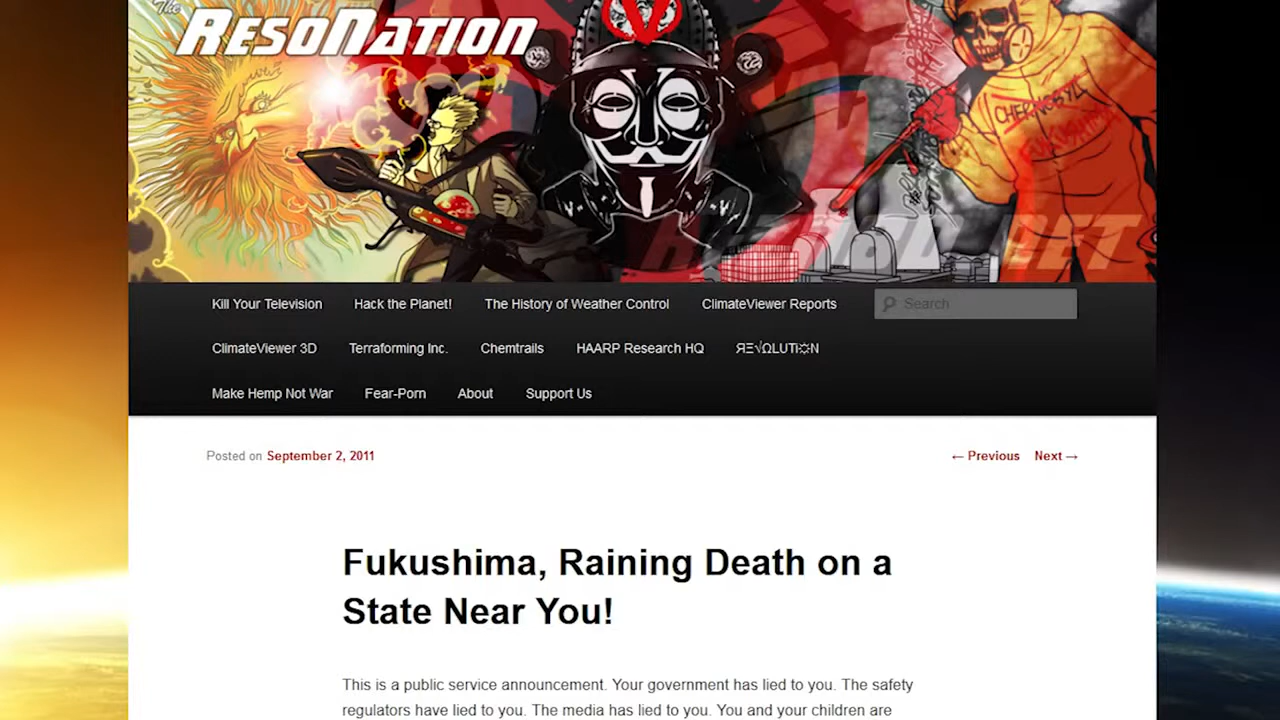 The
ResoNation
CHERNOBYL
Kill Your Television
Hack the Planet!
The History of Weather Control
ClimateViewer Reports
Search
ClimateViewer 3D
Terraforming Inc.
Chemtrails
HAARP Research HQ
ЯΞ√ΩLUTi☼N
Make Hemp Not War
Fear-Porn
About
Support Us
Posted on September 2, 2011
← Previous Next →
Fukushima, Raining Death on a
State Near You!
This is a public service announcement. Your government has lied to you. The safety
regulators have lied to you. The media has lied to you. You and your children are